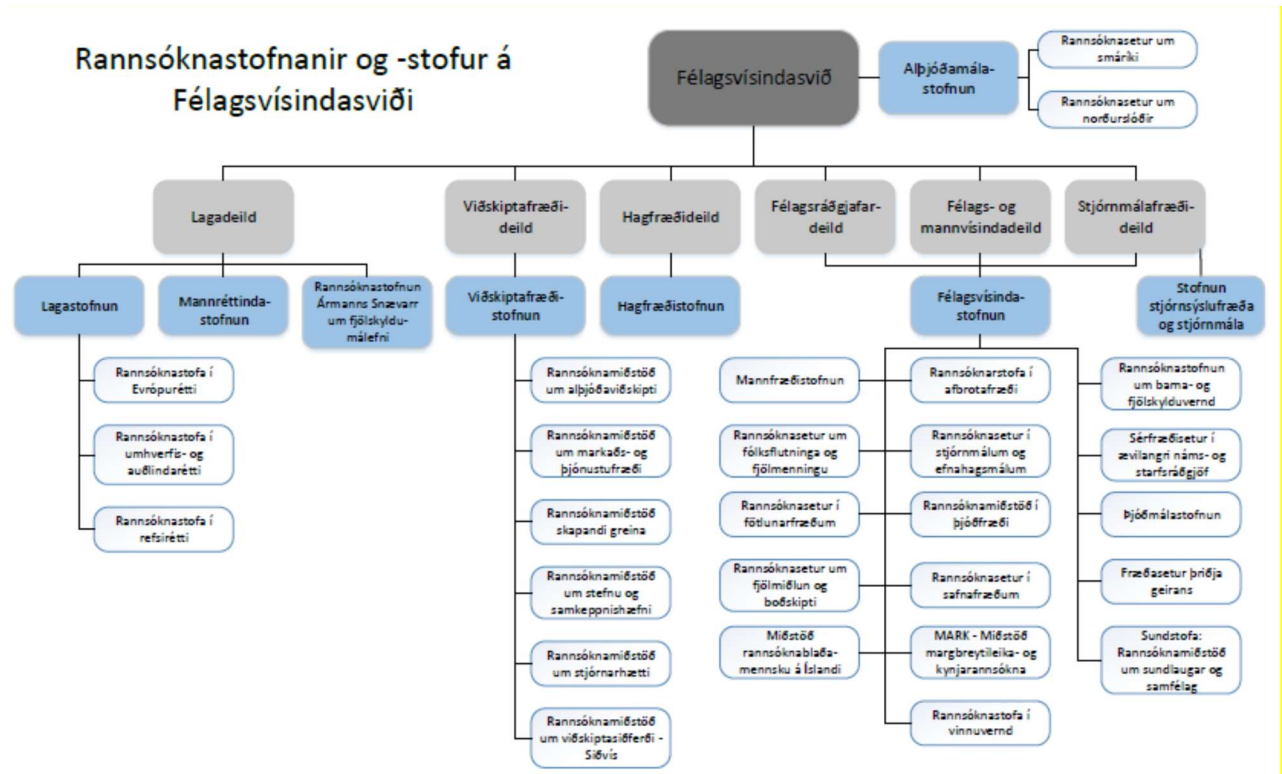 Rannsóknastofnanir og -stofur á
Félagsvísindasviði
Félagsvísindasvið
Alþjóðamála-
stofnun
Rannsóknasetur um
smáríki
Rannsóknasetur um
norðurslóðir
Lagadeild
Viðskiptafræði-
deild
Hagfræðideild
Félagsráðgjafar-
deild
Félags- og
mannvísindadeild
Stjórnmálafræði-
deild
Lagastofnun
Mannréttinda-
stofnun
Rannsóknastofnun
Ármanns Snævarr
um fjölskyldu-
málefni
Viðskiptafræði-
stofnun
Hagfræðistofnun
Félagsvísinda-
stofnun
Stofnun
stjórnsýslufræða
og stjórnmála
Rannsóknastofa í
Evrópurétti
Rannsóknastofa í
umhverfis- og
auðlindarétti
Rannsóknastofa í
refsirétti
Rannsóknamiðstöð
um alþjóðaviðskipti
Rannsóknamiðstöð
um markaðs- og
þjónustufræði
Rannsóknamiðstöð
skapandi greina
Rannsóknamiðstöð
um stefnu og
samkeppnishæfni
Rannsóknamiðstöð
um stjórnarhætti
Rannsóknamiðstöð
um viðskiptasiðferði -
Siðvís
Mannfræðistofnun
Rannsóknasetur um
fólksflutninga og
fjölmenningu
Rannsóknasetur í
fötlunarfræðum
Rannsóknasetur um
fjölmiðlun og
boðskipti
Miðstöð
rannsóknablaða-
mennsku á Íslandi
Rannsóknarstofa í
afbrotafræði
Rannsóknasetur í
stjórnmálum og
efnahagsmálum
Rannsóknamiðstöð í
þjóðfræði
Rannsóknasetur í
safnafræðum
MARK - Miðstöð
margbreytileika- og
kynjarannsókna
Rannsóknastofa í
vinnuvernd
Rannsóknastofnun
um barna- og
fjölskylduvernd
Sérfræðisetur í
ævilangri náms- og
starfsráðgjöf
Þjóðmálastofnun
Fræðasetur þriðja
geirans
Sundstofa:
Rannsóknamiðstöð
um sundlaugar og
samfélag